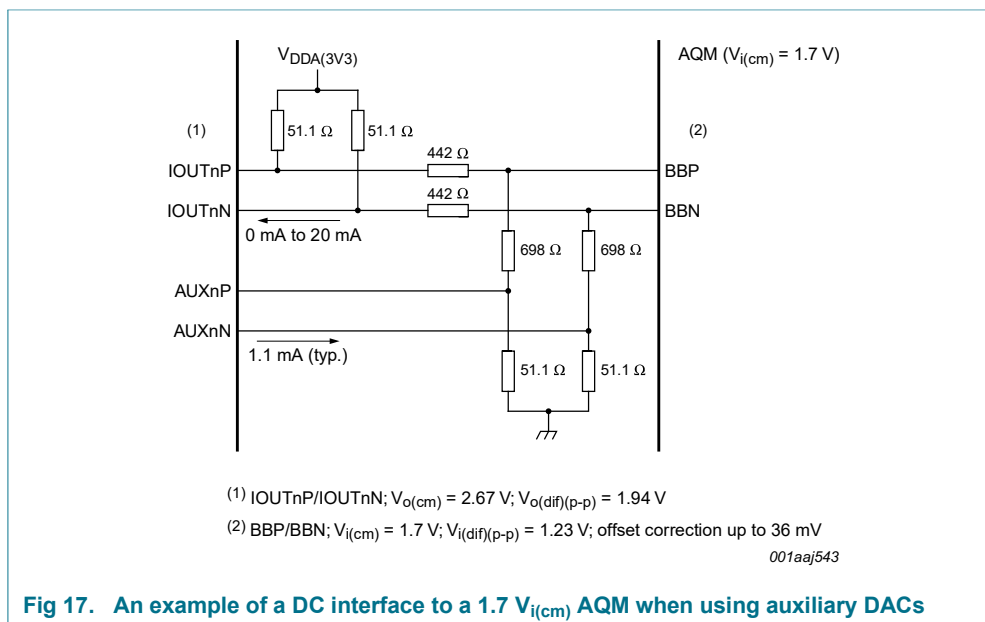 VDDA(3V3)
AQM (Vi(cm) = 1.7 V)
(1)
51.1 Ω
51.1 Ω
(2)
442 Ω
IOUTnP
BBP
442 Ω
IOUTnN
BBN
0 mA to 20 mA
698 Ω
698 Ω
AUXnP
AUXnN
1.1 mA (typ.)
51.1 Ω
51.1 Ω
(1) IOUTnP/IOUTnN; Vo(cm) = 2.67 V; Vo(dif)(p-p) = 1.94 V
(2) BBP/BBN; Vi(cm) = 1.7 V; Vi(dif)(p-p) = 1.23 V; offset correction up to 36 mV
001aaj543
Fig 17. An example of a DC interface to a 1.7 Vi(cm) AQM when using auxiliary DACs